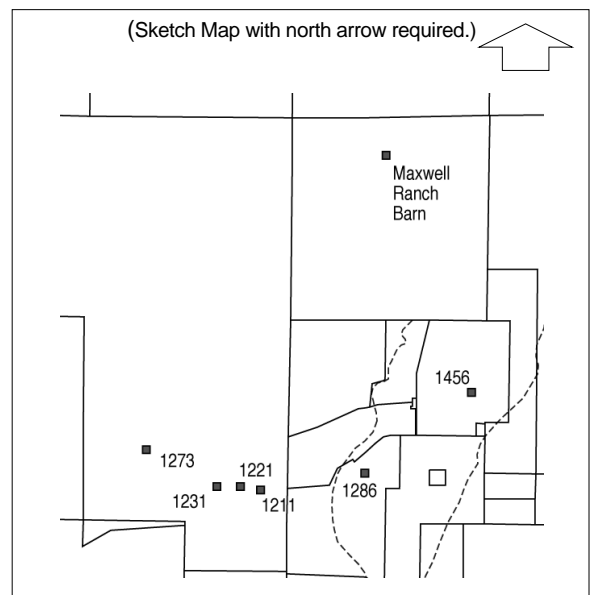 (Sketch Map with north arrow required.)
Maxwell
Ranch
Barn
1456
1273
1221
1231
1211
1286